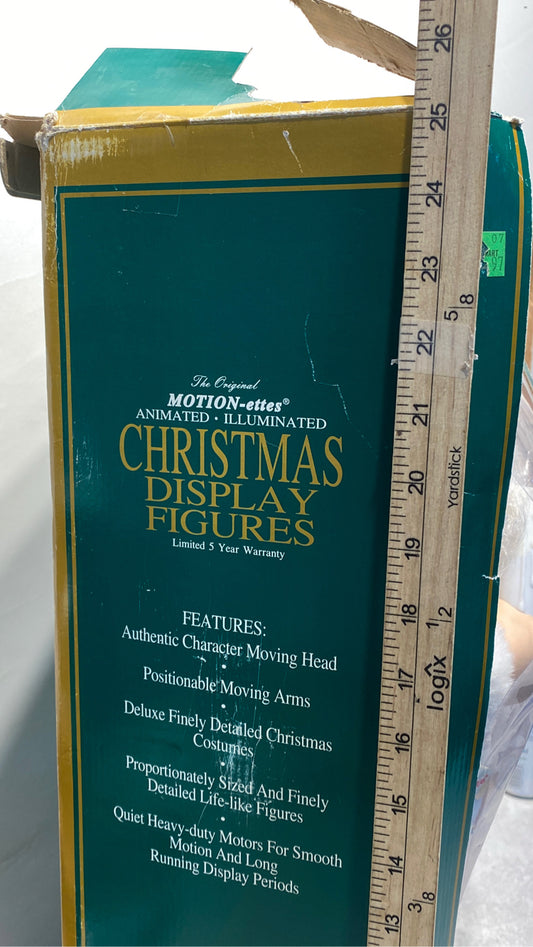 The Original
MOTION-ettes®
ANIMATED • ILLUMINATED
CHRISTMAS
DISPLAY
FIGURES
Limited 5 Year Warranty
FEATURES:
Authentic Character Moving Head
•
Positionable Moving Arms
•
Deluxe Finely Detailed Christmas
Costumes
•
Proportionately Sized And Finely
Detailed Life-like Figures
•
Quiet Heavy-duty Motors For Smooth
Motion And Long
Running Display Periods
26
25
24
23
22
21
20
19
18
17
16
15
14
13
5/8
Yardstick
1/2
logix
3/8
07
97